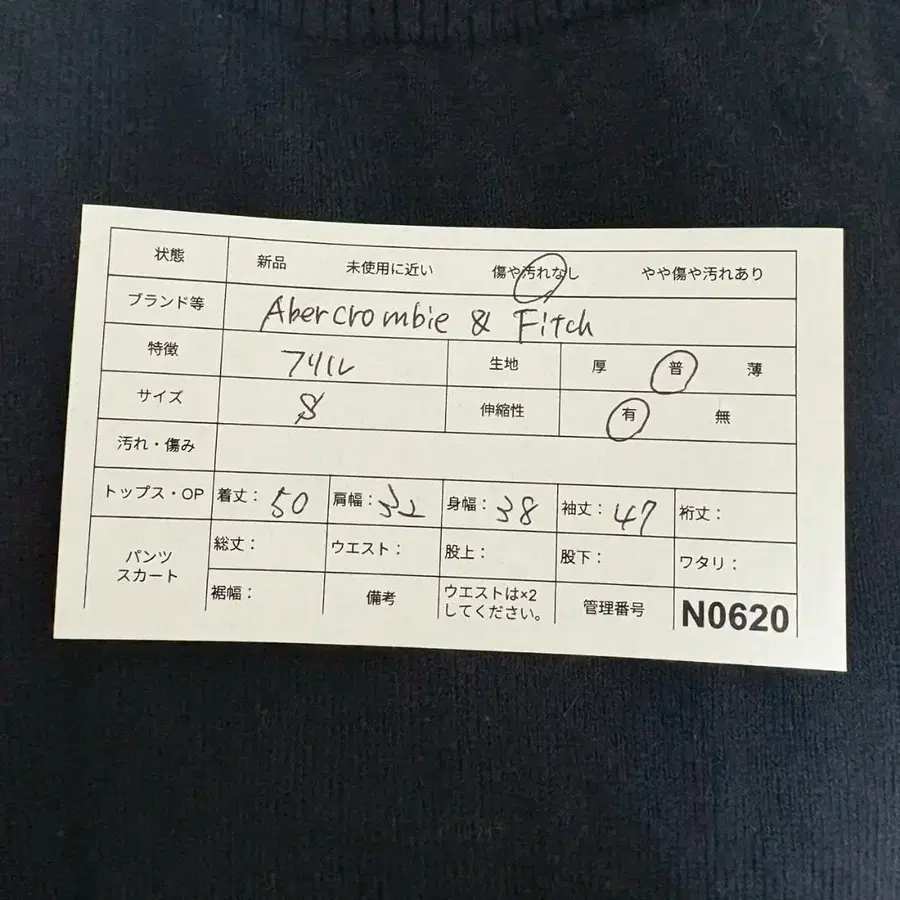 状態 新品 未使用に近い 傷や汚れなし やや傷や汚れあり
ブランド等 Abercrombie & Fitch
特徴 フリル 生地 厚 普 薄
サイズ S 伸縮性 有 無
汚れ・傷み
トップス・OP 着丈: 50 肩幅: 32 身幅: 38 袖丈: 47 裄丈:
パンツ スカート 総丈: ウエスト: 股上: 股下: ワタリ:
裾幅: 備考 ウエストは×2 してください。 管理番号 N0620